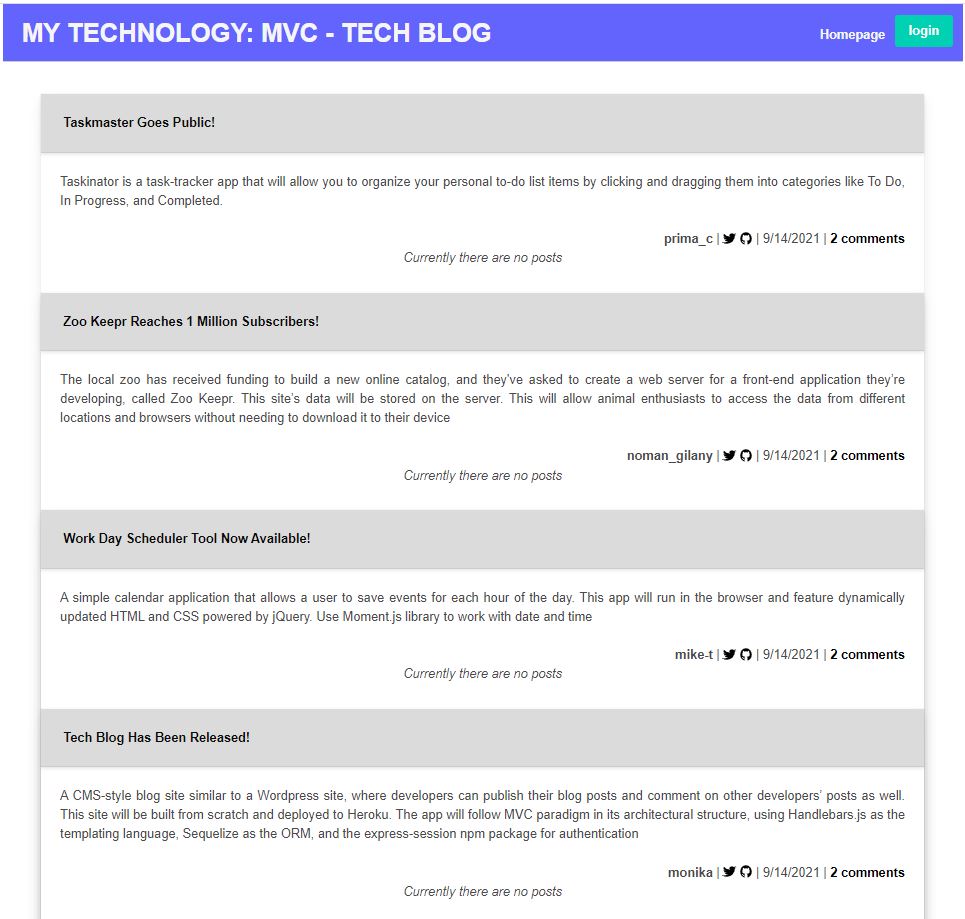 MY TECHNOLOGY: MVC - TECH BLOG
Homepage
login
Taskmaster Goes Public!
Taskinator is a task-tracker app that will allow you to organize your personal to-do list items by clicking and dragging them into categories like To Do,
In Progress, and Completed.
prima_c | | 9/14/2021 | 2 comments
Currently there are no posts
Zoo Keepr Reaches 1 Million Subscribers!
The local zoo has received funding to build a new online catalog, and they've asked to create a web server for a front-end application they’re
developing, called Zoo Keepr. This site’s data will be stored on the server. This will allow animal enthusiasts to access the data from different
locations and browsers without needing to download it to their device
noman_gilany | | 9/14/2021 | 2 comments
Currently there are no posts
Work Day Scheduler Tool Now Available!
A simple calendar application that allows a user to save events for each hour of the day. This app will run in the browser and feature dynamically
updated HTML and CSS powered by jQuery. Use Moment.js library to work with date and time
mike-t | | 9/14/2021 | 2 comments
Currently there are no posts
Tech Blog Has Been Released!
A CMS-style blog site similar to a Wordpress site, where developers can publish their blog posts and comment on other developers’ posts as well.
This site will be built from scratch and deployed to Heroku. The app will follow MVC paradigm in its architectural structure, using Handlebars.js as the
templating language, Sequelize as the ORM, and the express-session npm package for authentication
monika | | 9/14/2021 | 2 comments
Currently there are no posts